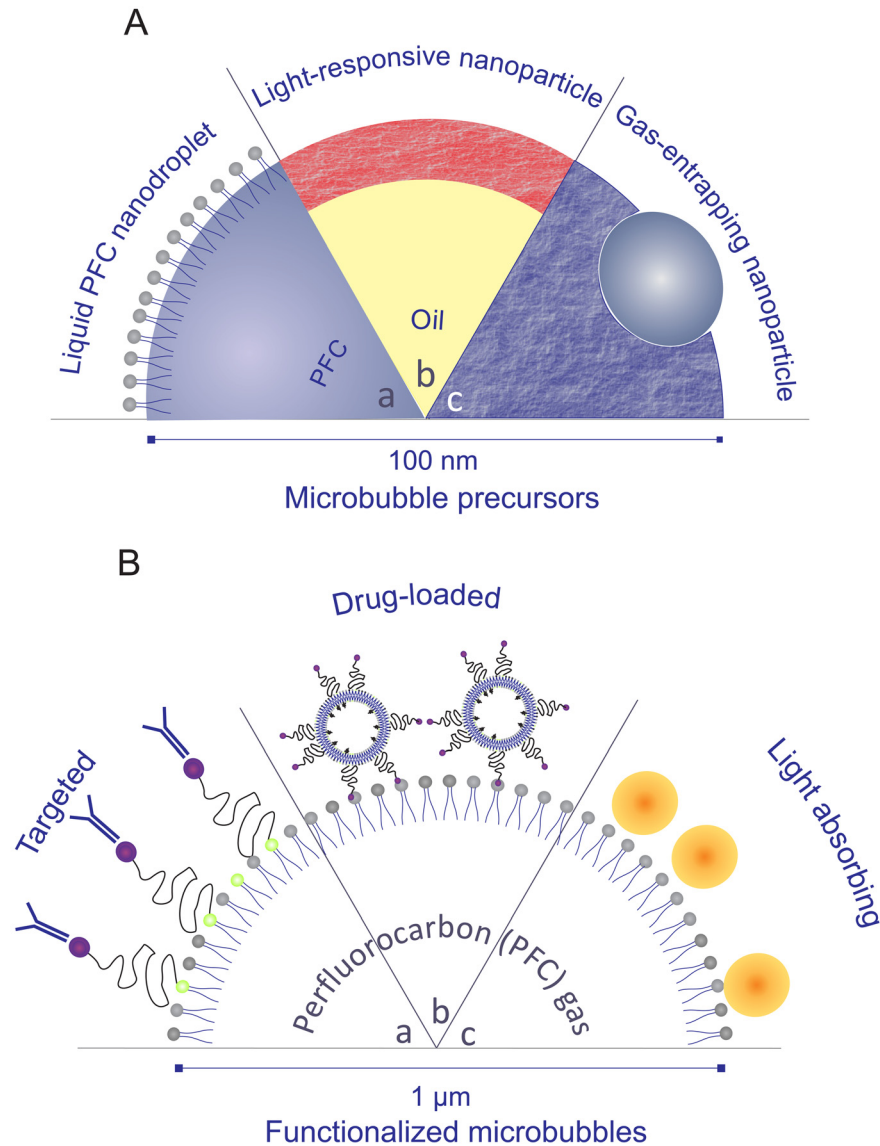 A
Light-responsive nanoparticle
Liquid PFC nanodroplet
Gas-entrapping nanoparticle
PFC
Oil
a
b
c
100 nm
Microbubble precursors
B
Drug-loaded
Targeted
Light absorbing
Perfluorocarbon (PFC) gas
a
b
c
1 µm
Functionalized microbubbles